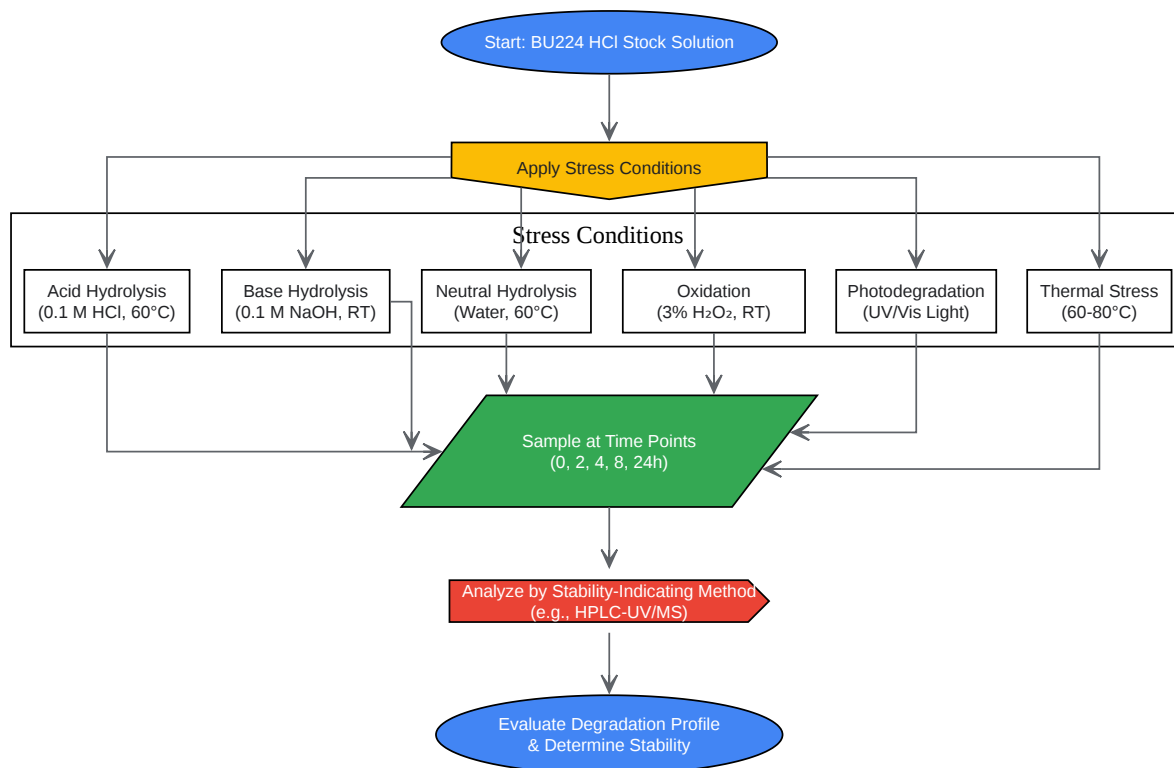 Start: BU224 HCl Stock Solution
Apply Stress Conditions
Stress Conditions
Acid Hydrolysis
(0.1 M HCl, 60°C)
Base Hydrolysis
(0.1 M NaOH, RT)
Neutral Hydrolysis
(Water, 60°C)
Oxidation
(3% H₂O₂, RT)
Photodegradation
(UV/Vis Light)
Thermal Stress
(60-80°C)
Sample at Time Points
(0, 2, 4, 8, 24h)
Analyze by Stability-Indicating Method
(e.g., HPLC-UV/MS)
Evaluate Degradation Profile
& Determine Stability